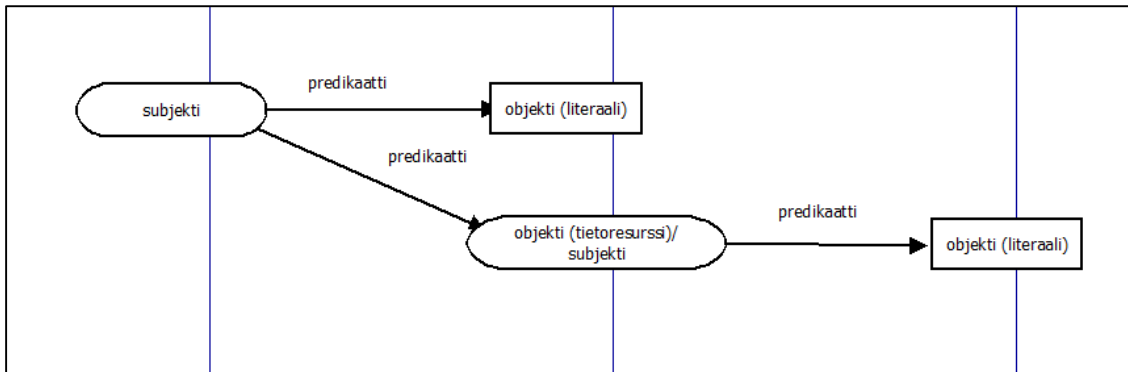 predikaatti
subjekti
objekti (literaali)
predikaatti
predikaatti
objekti (tietoresurssi)/
subjekti
objekti (literaali)